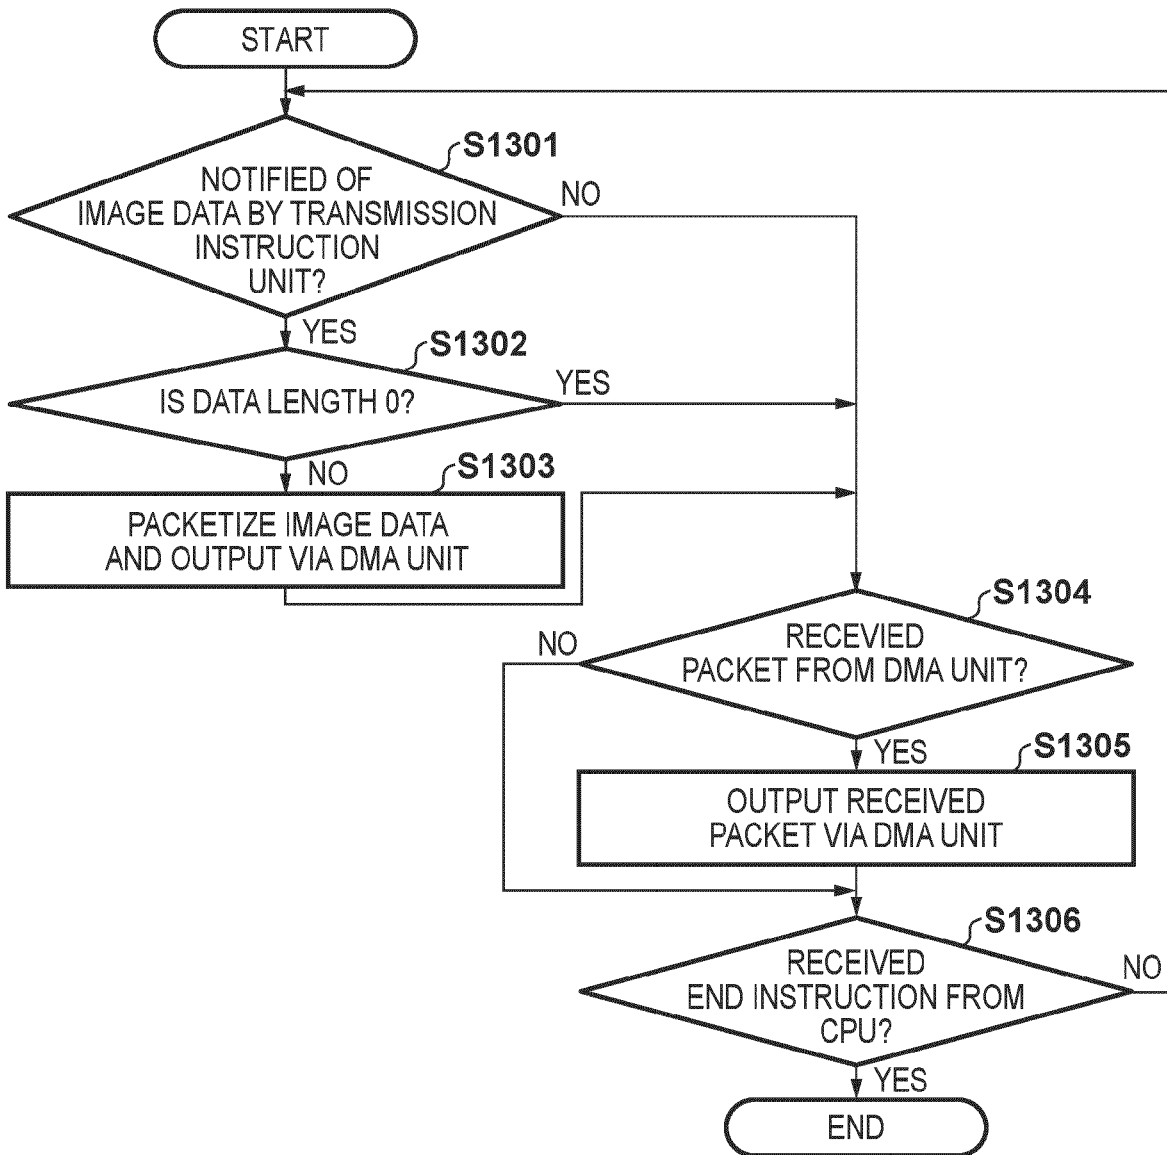 START
S1301
NOTIFIED OF
IMAGE DATA BY TRANSMISSION
INSTRUCTION
UNIT?
NO
YES
S1302
IS DATA LENGTH 0?
YES
NO
S1303
PACKETIZE IMAGE DATA
AND OUTPUT VIA DMA UNIT
S1304
RECEVIED
PACKET FROM DMA UNIT?
NO
YES
S1305
OUTPUT RECEIVED
PACKET VIA DMA UNIT
S1306
RECEIVED
END INSTRUCTION FROM
CPU?
NO
YES
END